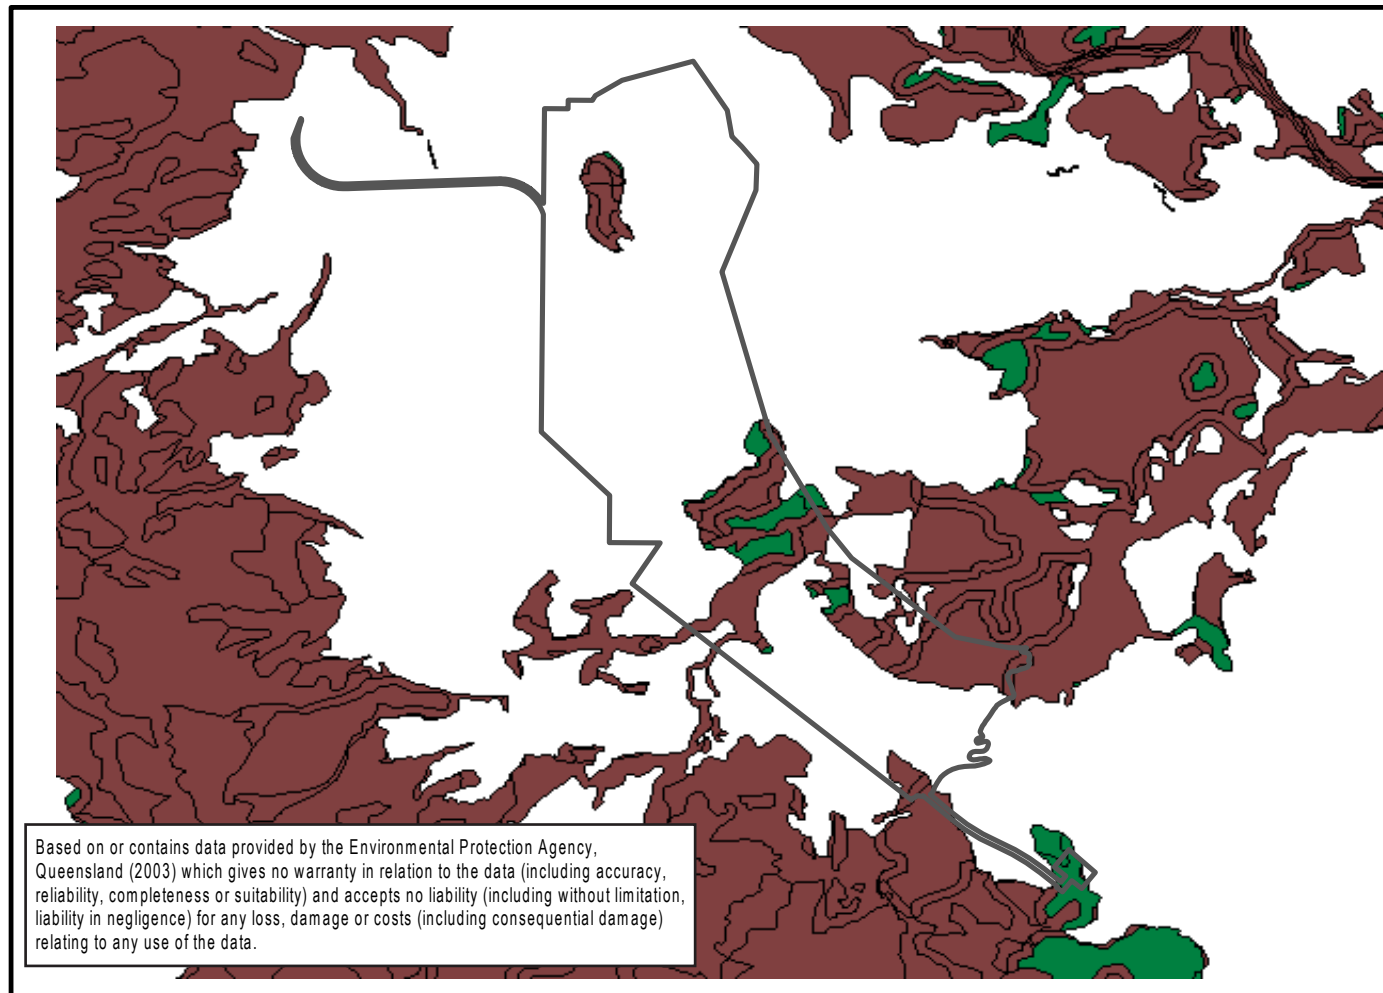 Based on or contains data provided by the Environmental Protection Agency,
Queensland (2003) which gives no warranty in relation to the data (including accuracy,
reliability, completeness or suitability) and accepts no liability (including without limitation,
liability in negligence) for any loss, damage or costs (including consequential damage)
relating to any use of the data.